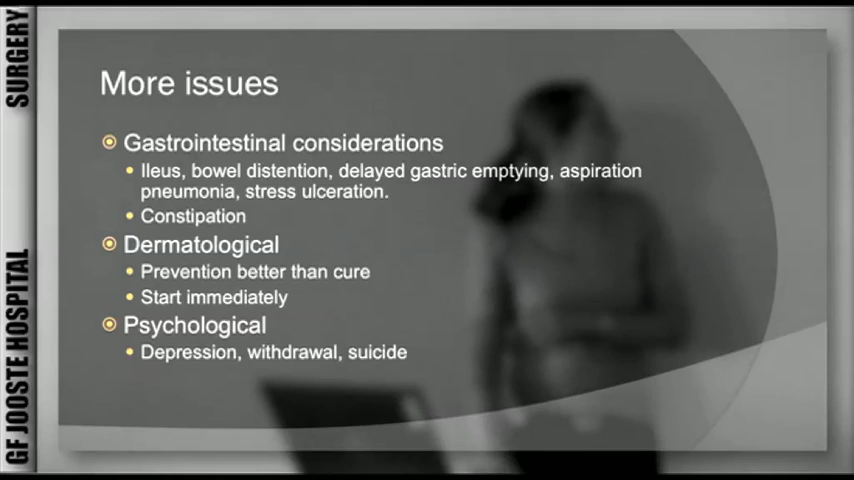 SURGERY
GF JOOSTE HOSPITAL
More issues
Gastrointestinal considerations
Ileus, bowel distention, delayed gastric emptying, aspiration
pneumonia, stress ulceration.
Constipation
Dermatological
Prevention better than cure
Start immediately
Psychological
Depression, withdrawal, suicide